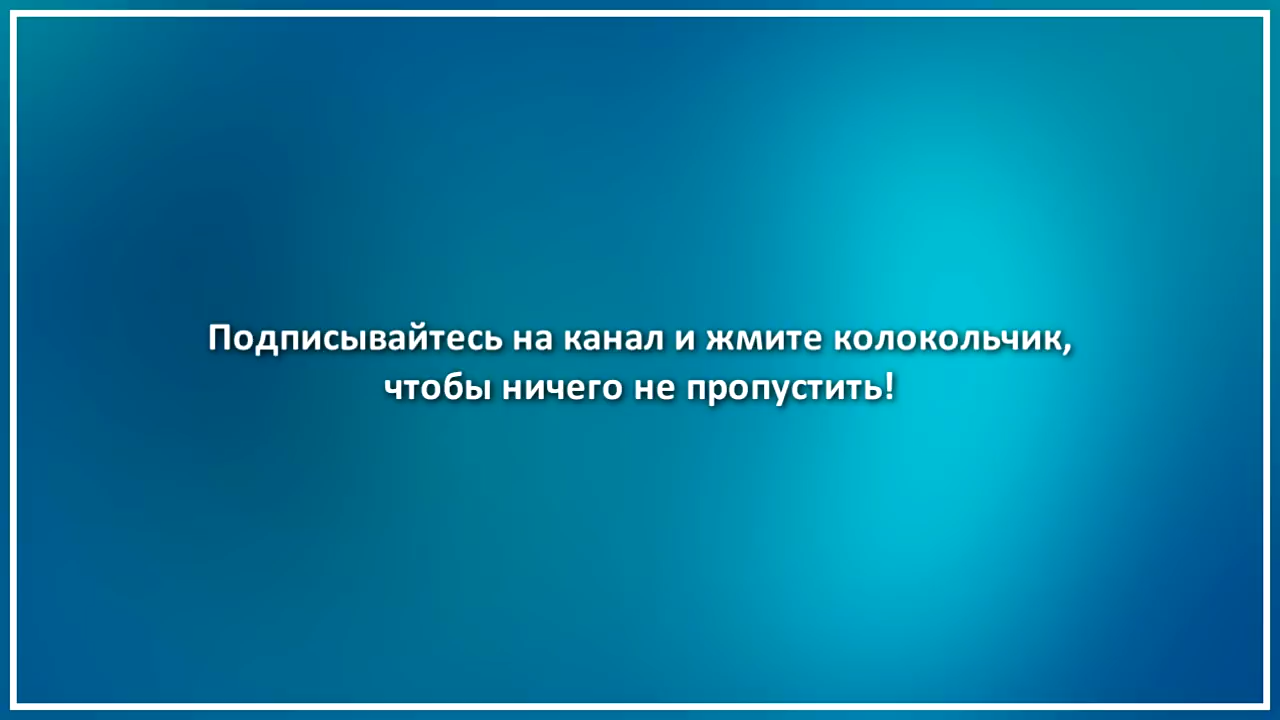 Подписывайтесь на канал и жмите колокольчик,
чтобы ничего не пропустить!